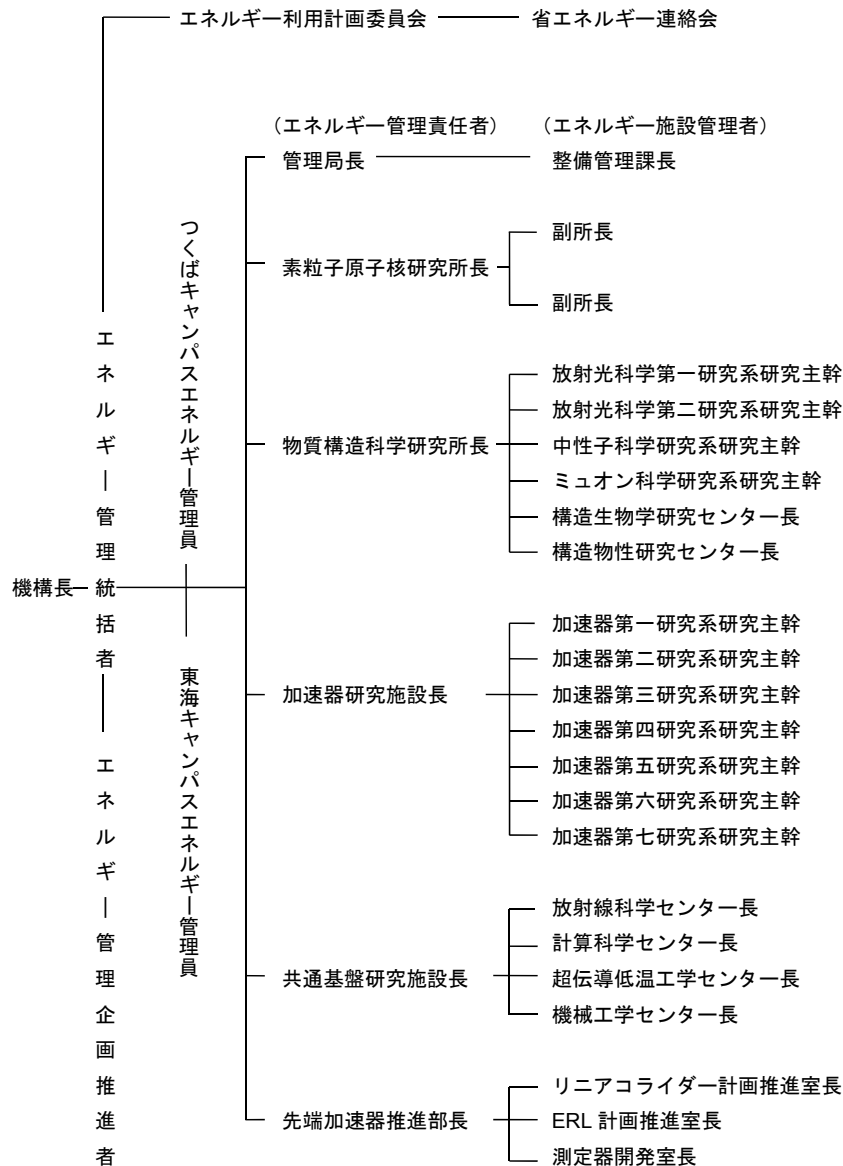 エネルギー利用計画委員会 省エネルギー連絡会
(エネルギー管理責任者) (エネルギー施設管理者)
管理局長 整備管理課長
副所長
素粒子原子核研究所長
副所長
放射光科学第一研究系研究主幹
放射光科学第二研究系研究主幹
物質構造科学研究所長 中性子科学研究系研究主幹
ミュオン科学研究系研究主幹
構造生物学研究センター長
構造物性研究センター長
機構長
エネルギー管理統括者
エネルギー管理企画推進者
つくばキャンパスエネルギー管理員
東海キャンパスエネルギー管理員
加速器第一研究系研究主幹
加速器第二研究系研究主幹
加速器研究施設長 加速器第三研究系研究主幹
加速器第四研究系研究主幹
加速器第五研究系研究主幹
加速器第六研究系研究主幹
加速器第七研究系研究主幹
放射線科学センター長
計算科学センター長
共通基盤研究施設長 超伝導低温工学センター長
機械工学センター長
リニアコライダー計画推進室長
先端加速器推進部長 ERL 計画推進室長
測定器開発室長